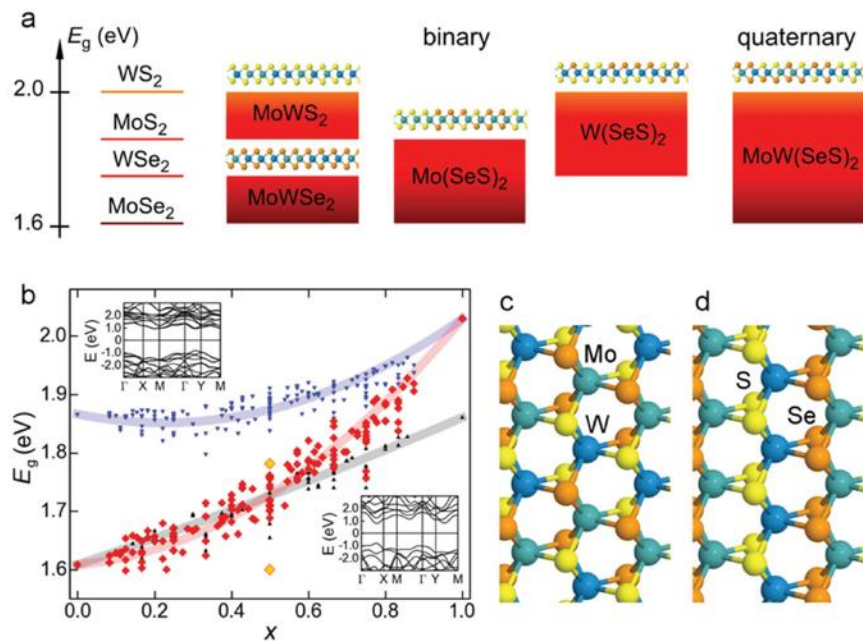 a
E_g (eV)
binary
quaternary
WS₂
2.0
MoS₂
MoWS₂
W(SeS)₂
WSe₂
Mo(SeS)₂
MoW(SeS)₂
MoSe₂
MoWSe₂
1.6
b
c
d
E_g (eV)
2.0
1.9
1.8
1.7
1.6
0.0 0.2 0.4 0.6 0.8 1.0
x
E (eV)
2.0
1.0
0
-1.0
-2.0
Γ X M Γ Y M
E (eV)
2.0
1.0
0
-1.0
-2.0
Γ X M Γ Y M
Mo
W
S
Se